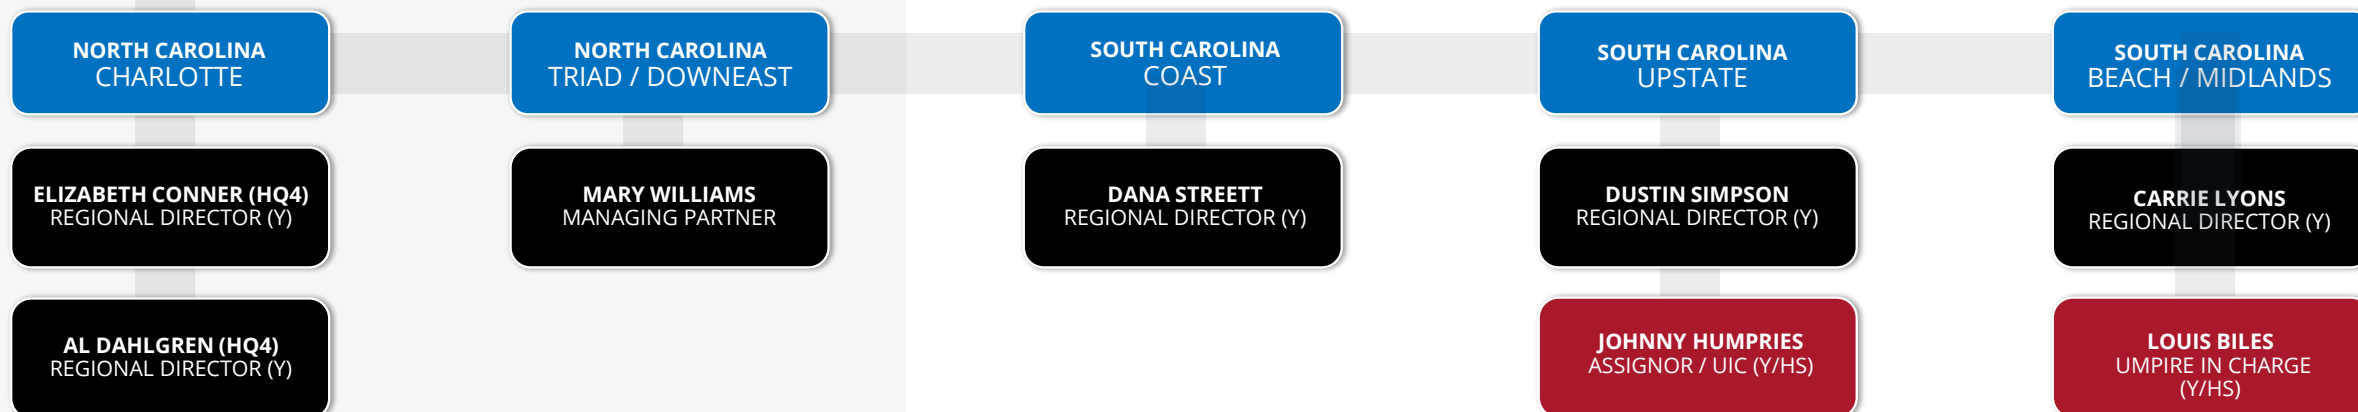 NORTH CAROLINA
CHARLOTTE
NORTH CAROLINA
TRIAD / DOWNEAST
SOUTH CAROLINA
COAST
SOUTH CAROLINA
UPSTATE
SOUTH CAROLINA
BEACH / MIDLANDS
ELIZABETH CONNER (HQ4)
REGIONAL DIRECTOR (Y)
MARY WILLIAMS
MANAGING PARTNER
DANA STREETT
REGIONAL DIRECTOR (Y)
DUSTIN SIMPSON
REGIONAL DIRECTOR (Y)
CARRIE LYONS
REGIONAL DIRECTOR (Y)
AL DAHLGREN (HQ4)
REGIONAL DIRECTOR (Y)
JOHNNY HUMPRIES
ASSIGNOR / UIC (Y/HS)
LOUIS BILES
UMPIRE IN CHARGE
(Y/HS)